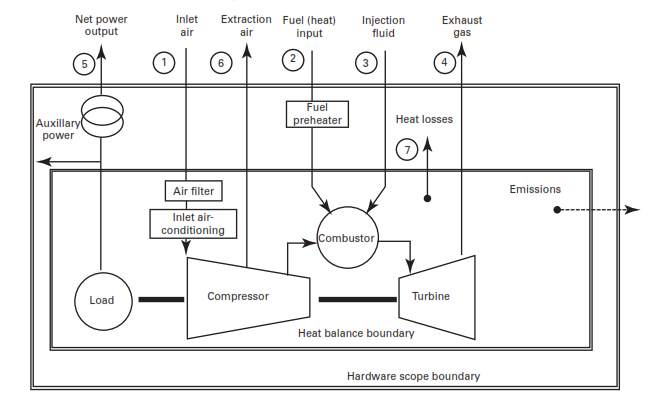 Net power
output
Inlet
air
Extraction
air
Fuel (heat)
input
Injection
fluid
Exhaust
gas
5
1
6
2
3
4
Auxillary
power
Fuel
preheater
Heat losses
7
Air filter
Inlet air-
conditioning
Emissions
Combustor
Load
Compressor
Turbine
Heat balance boundary
Hardware scope boundary